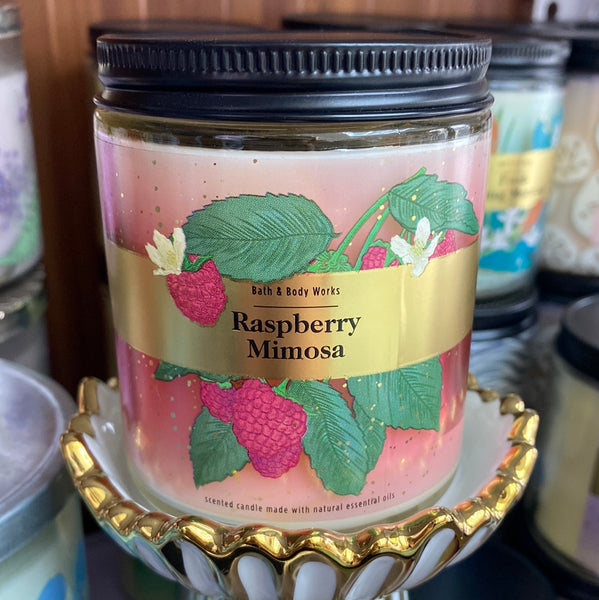 Bath & Body Works
Raspberry
Mimosa
scented candle made with natural essential oils